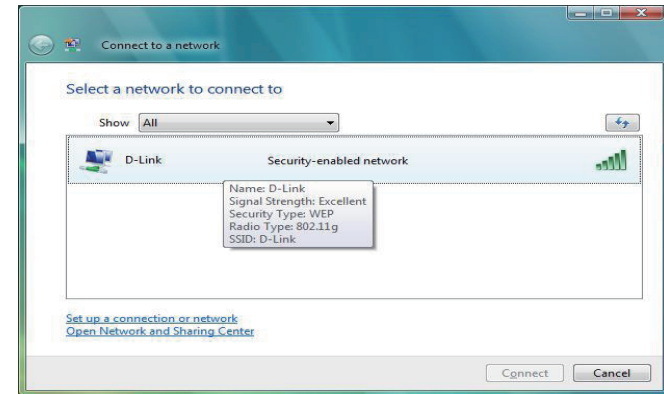 Connect to a network
Select a network to connect to
Show All
D-Link Security-enabled network
Name: D-Link
Signal Strength: Excellent
Security Type: WEP
Radio Type: 802.11g
SSID: D-Link
Set up a connection or network
Open Network and Sharing Center
Connect Cancel